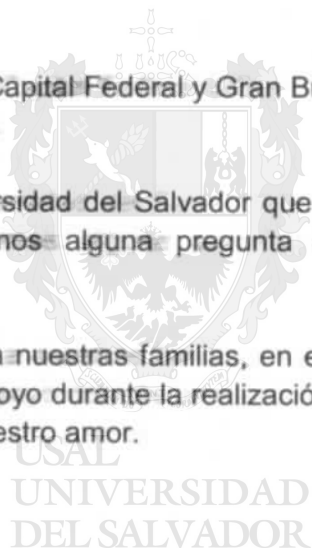 Capital Federal y Gran
rsidad del Salvador que
nos alguna pregunta
nuestras familias, en
oyo durante la realizació
estro amor.
USAL
UNIVERSIDAD
DEL SALVADOR